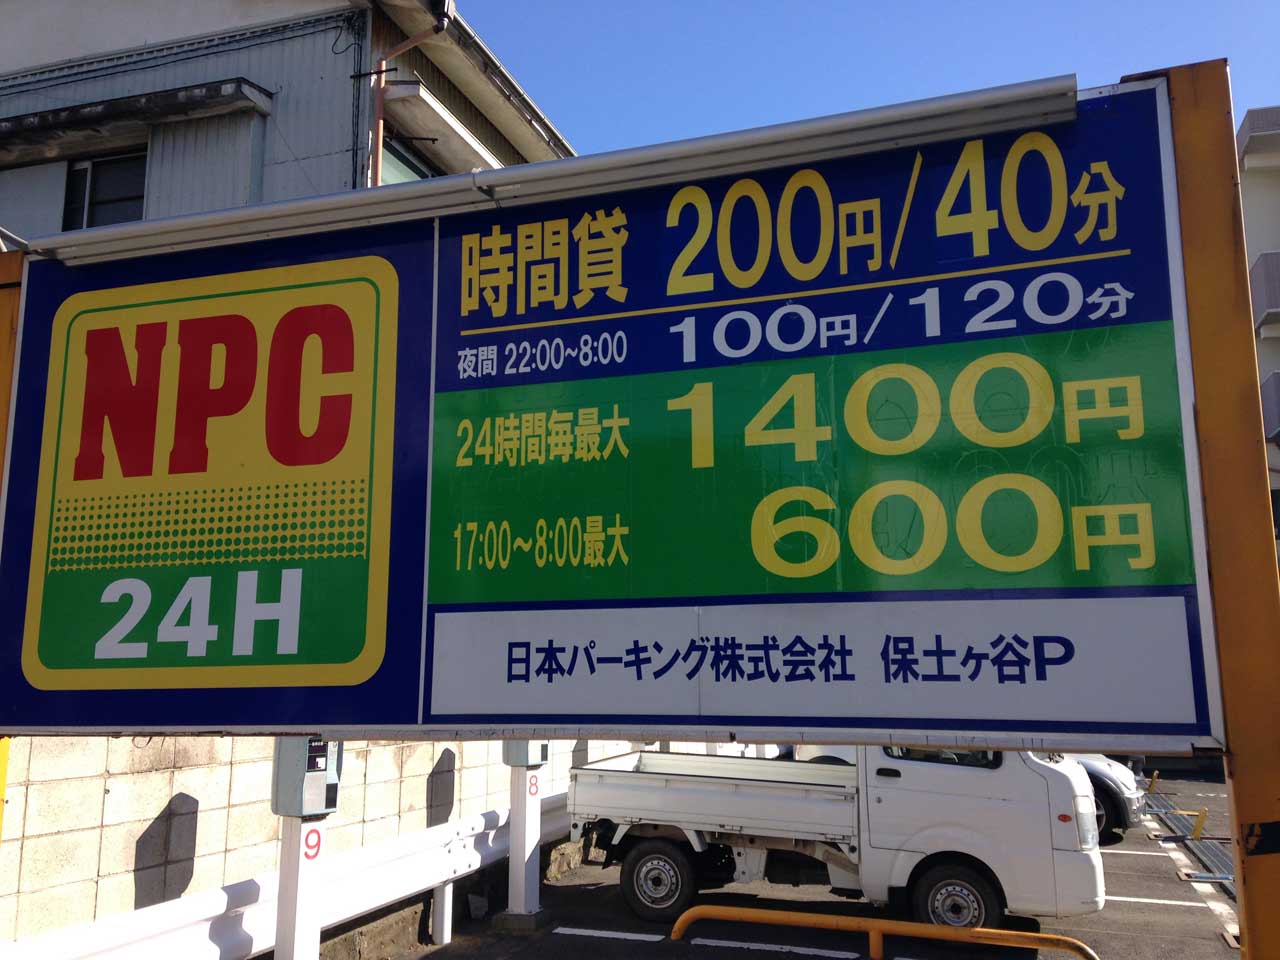 NPC
24H
時間貸 200円/40分
夜間 22:00~8:00 100円/120分
24時間毎最大 1400円
17:00~8:00最大 600円
日本パーキング株式会社 保土ヶ谷P
9
8